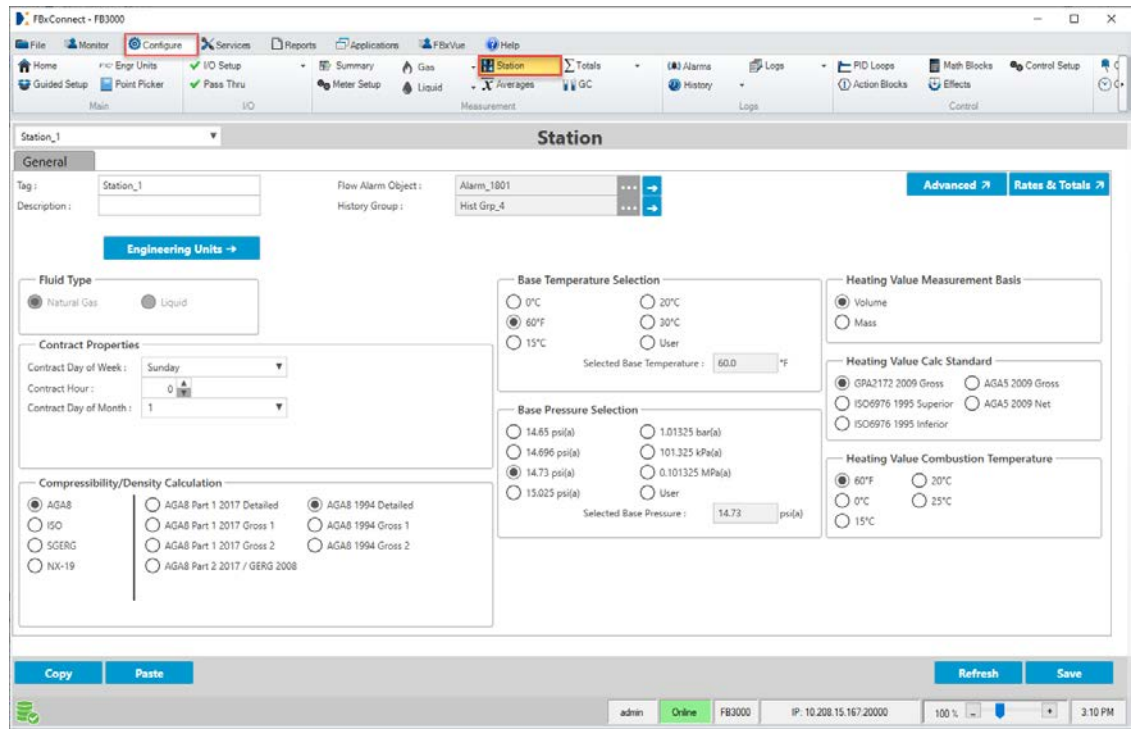 FBxConnect - FB3000
File Monitor Configure Services Reports Applications FBxVue Help
Home Engr Units I/O Setup Summary Gas Station Totals Alarms Logs PID Loops Math Blocks Control Setup
Guided Setup Point Picker Pass Thru Meter Setup Liquid Averages GC History Action Blocks Effects
Main I/O Measurement Logs Control
Station_1 Station
General
Tag : Station_1 Flow Alarm Object : Alarm_1801 Advanced Rates & Totals
Description : History Group : Hist Grp_4
Engineering Units
Fluid Type
Natural Gas Liquid
Contract Properties
Contract Day of Week : Sunday
Contract Hour : 0
Contract Day of Month : 1
Compressibility/Density Calculation
AGA8 AGA8 Part 1 2017 Detailed AGA8 1994 Detailed
ISO AGA8 Part 1 2017 Gross 1 AGA8 1994 Gross 1
SGERG AGA8 Part 1 2017 Gross 2 AGA8 1994 Gross 2
NX-19 AGA8 Part 2 2017 / GERG 2008
Base Temperature Selection
0°C 20°C
60°F 30°C
15°C User
Selected Base Temperature : 60.0 °F
Base Pressure Selection
14.65 psi(a) 1.01325 bar(a)
14.696 psi(a) 101.325 kPa(a)
14.73 psi(a) 0.101325 MPa(a)
15.025 psi(a) User
Selected Base Pressure : 14.73 psi(a)
Heating Value Measurement Basis
Volume
Mass
Heating Value Calc Standard
GPA2172 2009 Gross AGA5 2009 Gross
ISO6976 1995 Superior AGA5 2009 Net
ISO6976 1995 Inferior
Heating Value Combustion Temperature
60°F 20°C
0°C 25°C
15°C
Copy Paste Refresh Save
admin Online FB3000 IP: 10.208.15.167:20000 100 % - + 3:10 PM